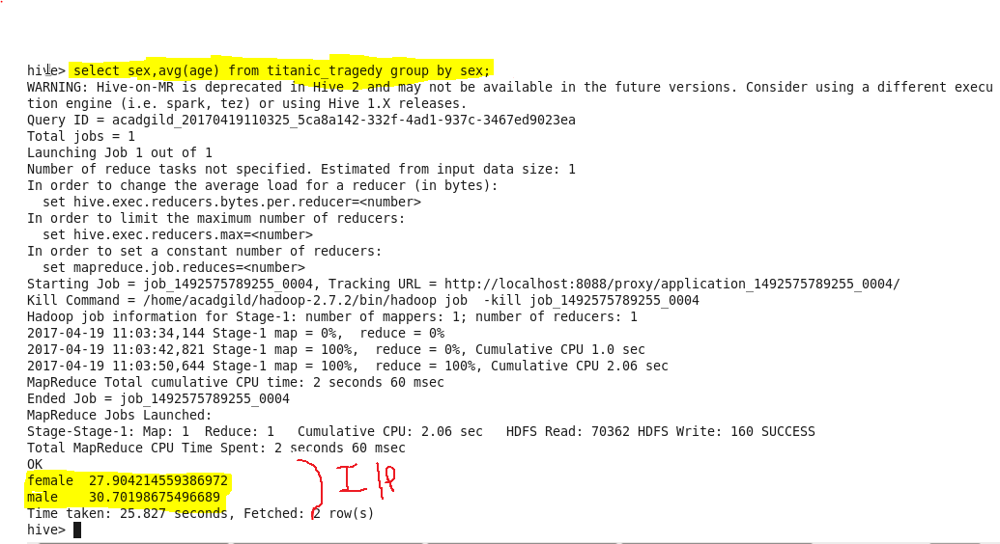 hive> select sex,avg(age) from titanic_tragedy group by sex;
WARNING: Hive-on-MR is deprecated in Hive 2 and may not be available in the future versions. Consider using a different execu
tion engine (i.e. spark, tez) or using Hive 1.X releases.
Query ID = acadgild_20170419110325_5ca8a142-332f-4ad1-937c-3467ed9023ea
Total jobs = 1
Launching Job 1 out of 1
Number of reduce tasks not specified. Estimated from input data size: 1
In order to change the average load for a reducer (in bytes):
  set hive.exec.reducers.bytes.per.reducer=<number>
In order to limit the maximum number of reducers:
  set hive.exec.reducers.max=<number>
In order to set a constant number of reducers:
  set mapreduce.job.reduces=<number>
Starting Job = job_1492575789255_0004, Tracking URL = http://localhost:8088/proxy/application_1492575789255_0004/
Kill Command = /home/acadgild/hadoop-2.7.2/bin/hadoop job  -kill job_1492575789255_0004
Hadoop job information for Stage-1: number of mappers: 1; number of reducers: 1
2017-04-19 11:03:34,144 Stage-1 map = 0%,  reduce = 0%
2017-04-19 11:03:42,821 Stage-1 map = 100%,  reduce = 0%, Cumulative CPU 1.0 sec
2017-04-19 11:03:50,644 Stage-1 map = 100%,  reduce = 100%, Cumulative CPU 2.06 sec
MapReduce Total cumulative CPU time: 2 seconds 60 msec
Ended Job = job_1492575789255_0004
MapReduce Jobs Launched:
Stage-Stage-1: Map: 1  Reduce: 1   Cumulative CPU: 2.06 sec   HDFS Read: 70362 HDFS Write: 160 SUCCESS
Total MapReduce CPU Time Spent: 2 seconds 60 msec
OK
female  27.904214559386972
male    30.70198675496689
I/P
Time taken: 25.827 seconds, Fetched: 2 row(s)
hive>